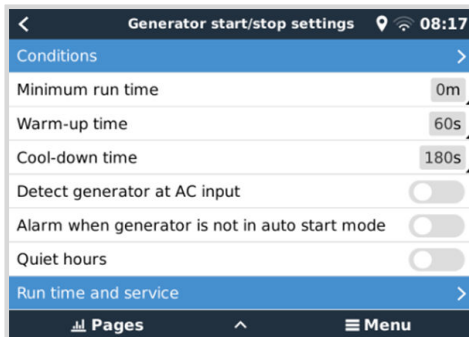 Generator start/stop settings 08:17
Conditions
Minimum run time 0m
Warm-up time 60s
Cool-down time 180s
Detect generator at AC input
Alarm when generator is not in auto start mode
Quiet hours
Run time and service
Pages Menu